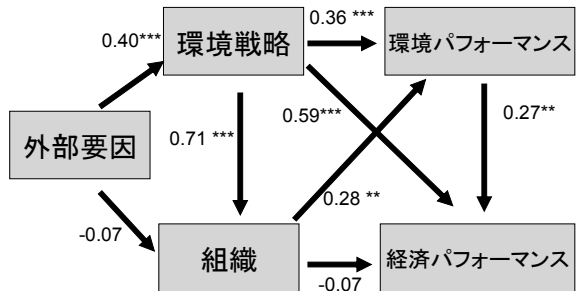 0.36 ***
0.40***
環境戦略
環境パフォーマンス
外部要因
0.71 ***
0.59***
0.27**
0.28 **
-0.07
組織
-0.07
経済パフォーマンス